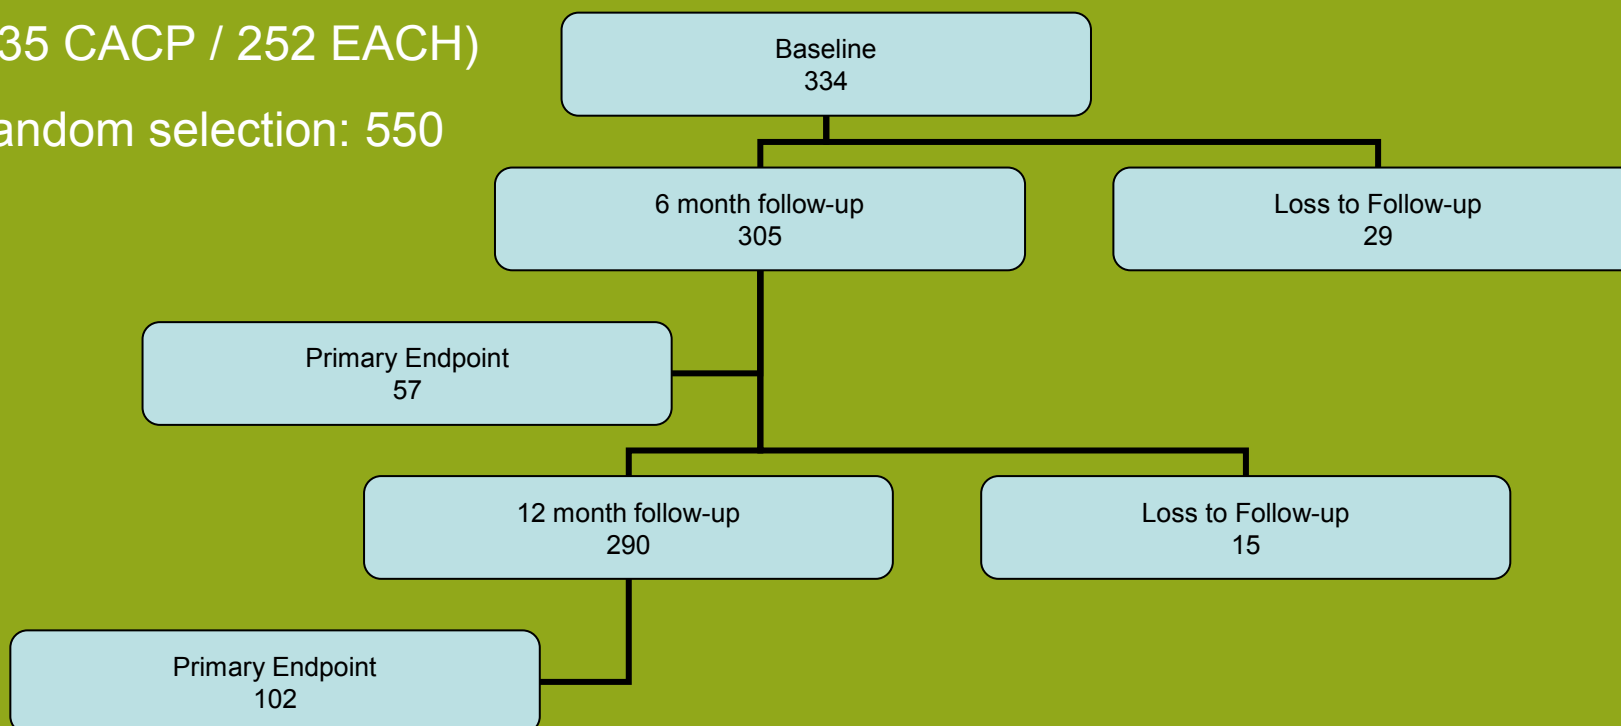 35 CACP / 252 EACH)
andom selection: 550
Baseline
334
6 month follow-up
305
Loss to Follow-up
29
Primary Endpoint
57
12 month follow-up
290
Loss to Follow-up
15
Primary Endpoint
102